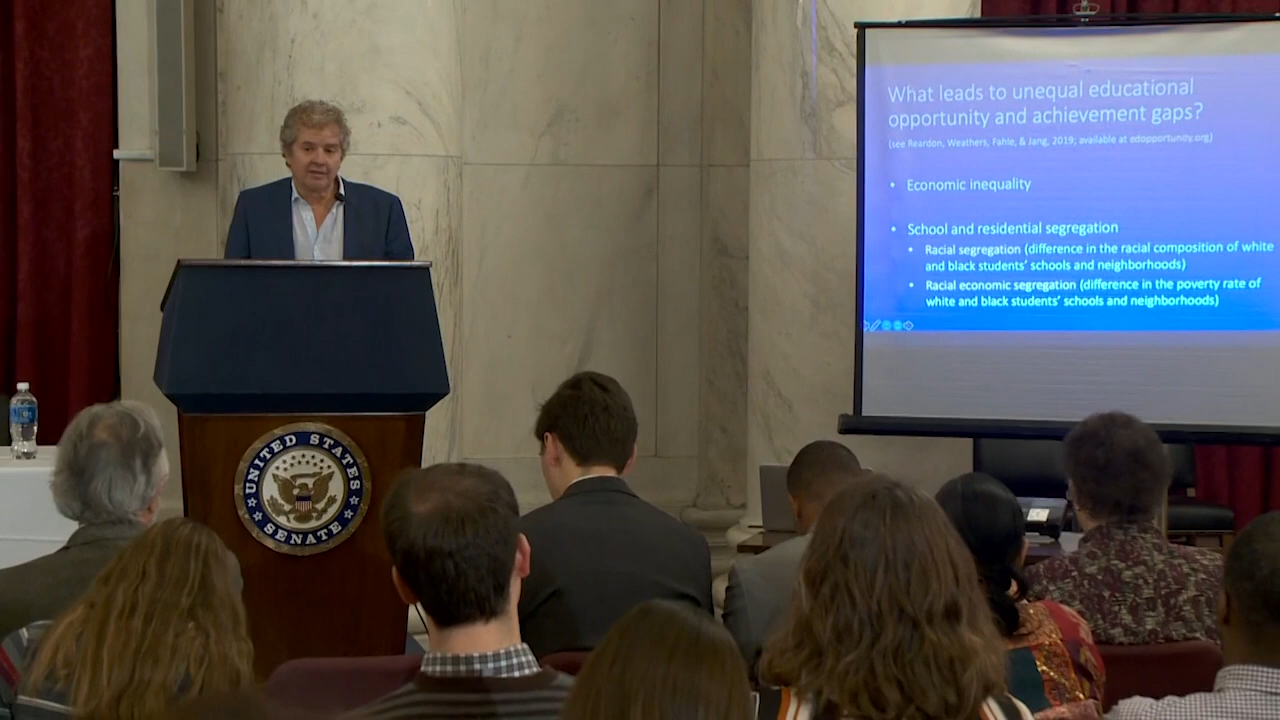 What leads to unequal educational
opportunity and achievement gaps?
(see Reardon, Weathers, Fahle, & Jang, 2019; available at edopportunity.org)
• Economic inequality
• School and residential segregation
• Racial segregation (difference in the racial composition of white
and black students’ schools and neighborhoods)
• Racial economic segregation (difference in the poverty rate of
white and black students’ schools and neighborhoods)
UNITED STATES
SENATE